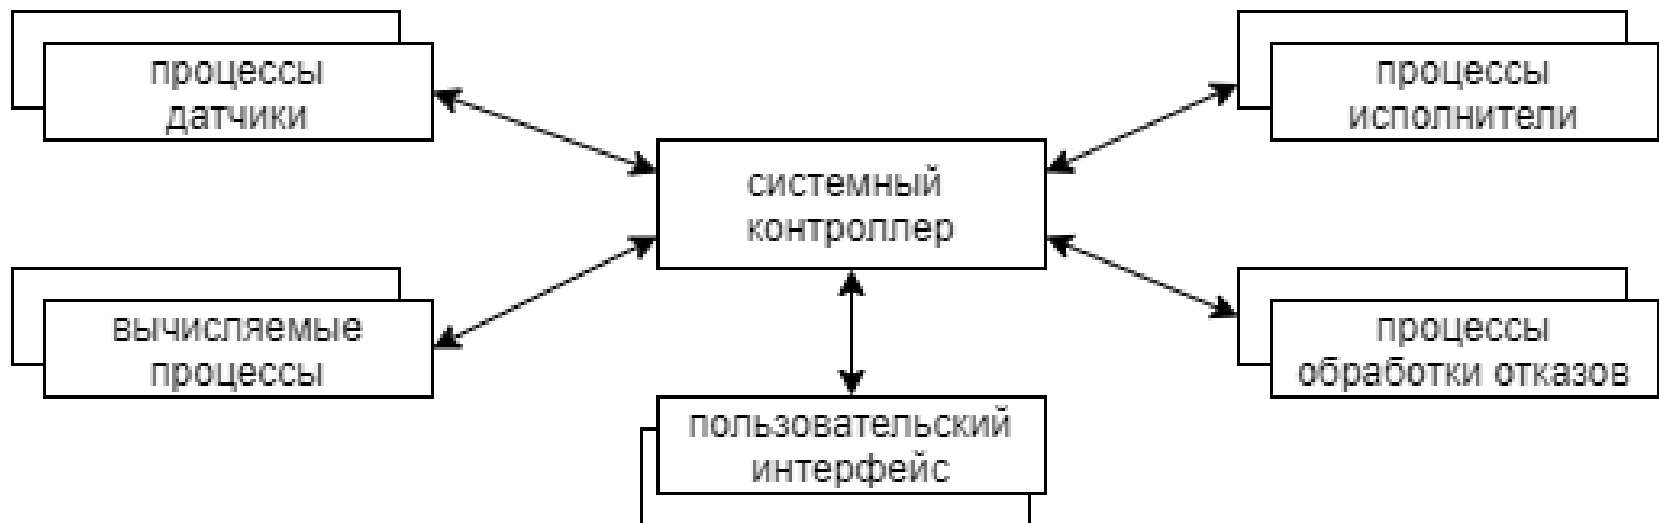 процессы
датчики
процессы
исполнители
системный
контроллер
вычисляемые
процессы
процессы
обработки отказов
пользовательский
интерфейс